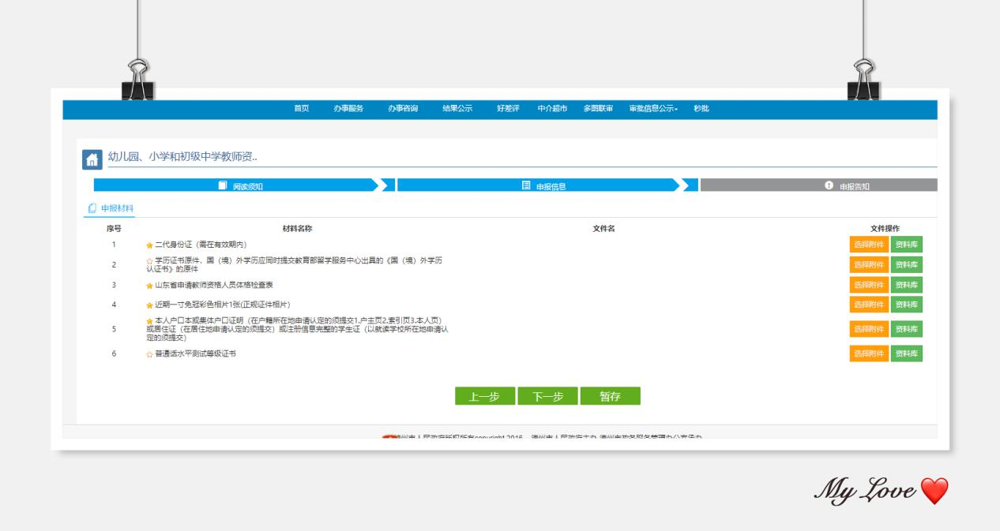 首页 办事服务 办事咨询 结果公示 好差评 中介超市 多图联审 审批信息公示 秒批
幼儿园、小学和初级中学教师资..
阅读须知 申报信息 申报告知
申报材料
序号 材料名称 文件名 文件操作
1 二代身份证（需在有效期内） 选择附件 资料库
2 学历证书原件，国（境）外学历应同时提交教育部留学服务中心出具的《国（境）外学历
认证书》的原件 选择附件 资料库
3 山东省申请教师资格人员体格检查表 选择附件 资料库
4 近期一寸免冠彩色相片1张(正规证件相片) 选择附件 资料库
5 本人户口本或集体户口证明（在户籍所在地申请认定的须提交1.户主页2.索引页3.本人页）
或居住证（在居住地申请认定的须提交）或注册信息完整的学生证（以就读学校所在地申请认
定的须提交） 选择附件 资料库
6 普通话水平测试等级证书 选择附件 资料库
上一步 下一步 暂存
德州市人民政府版权所有copyright 2016 德州市人民政府主办 德州市政务服务管理办公室承办
My Love